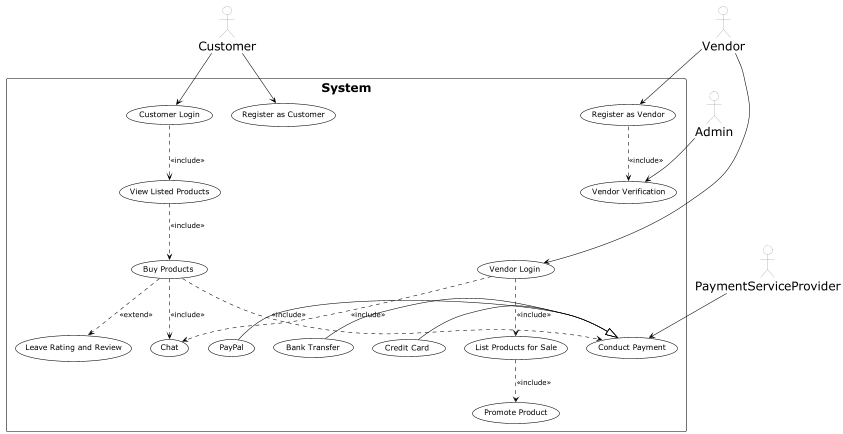 Customer
Vendor
System
Customer Login
Register as Customer
Register as Vendor
Admin
«include»
«include»
View Listed Products
Vendor Verification
«include»
Buy Products
Vendor Login
PaymentServiceProvider
«extend»
«include»
«include»
«include»
«include»
Leave Rating and Review
Chat
PayPal
Bank Transfer
Credit Card
List Products for Sale
Conduct Payment
«include»
Promote Product